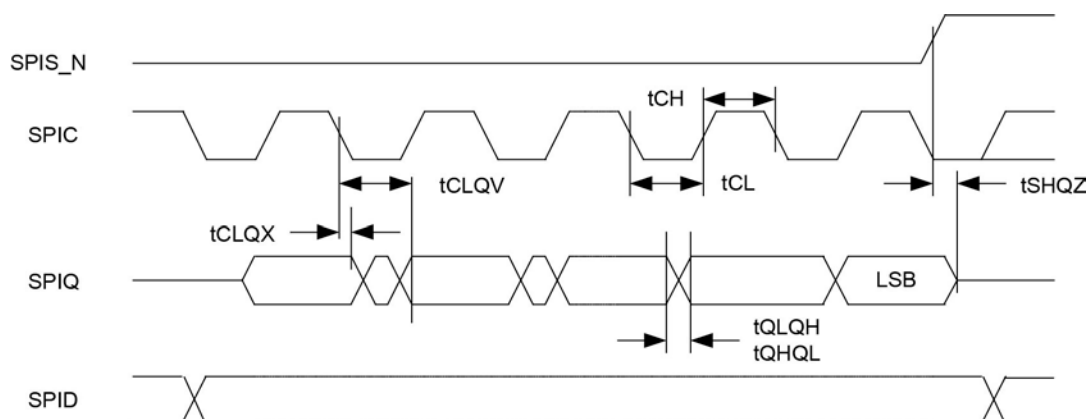 SPIS_N
tCH
SPIC
tCLQV
tCL
tSHQZ
tCLQX
SPIQ
LSB
tQLQH
tQHQL
SPID